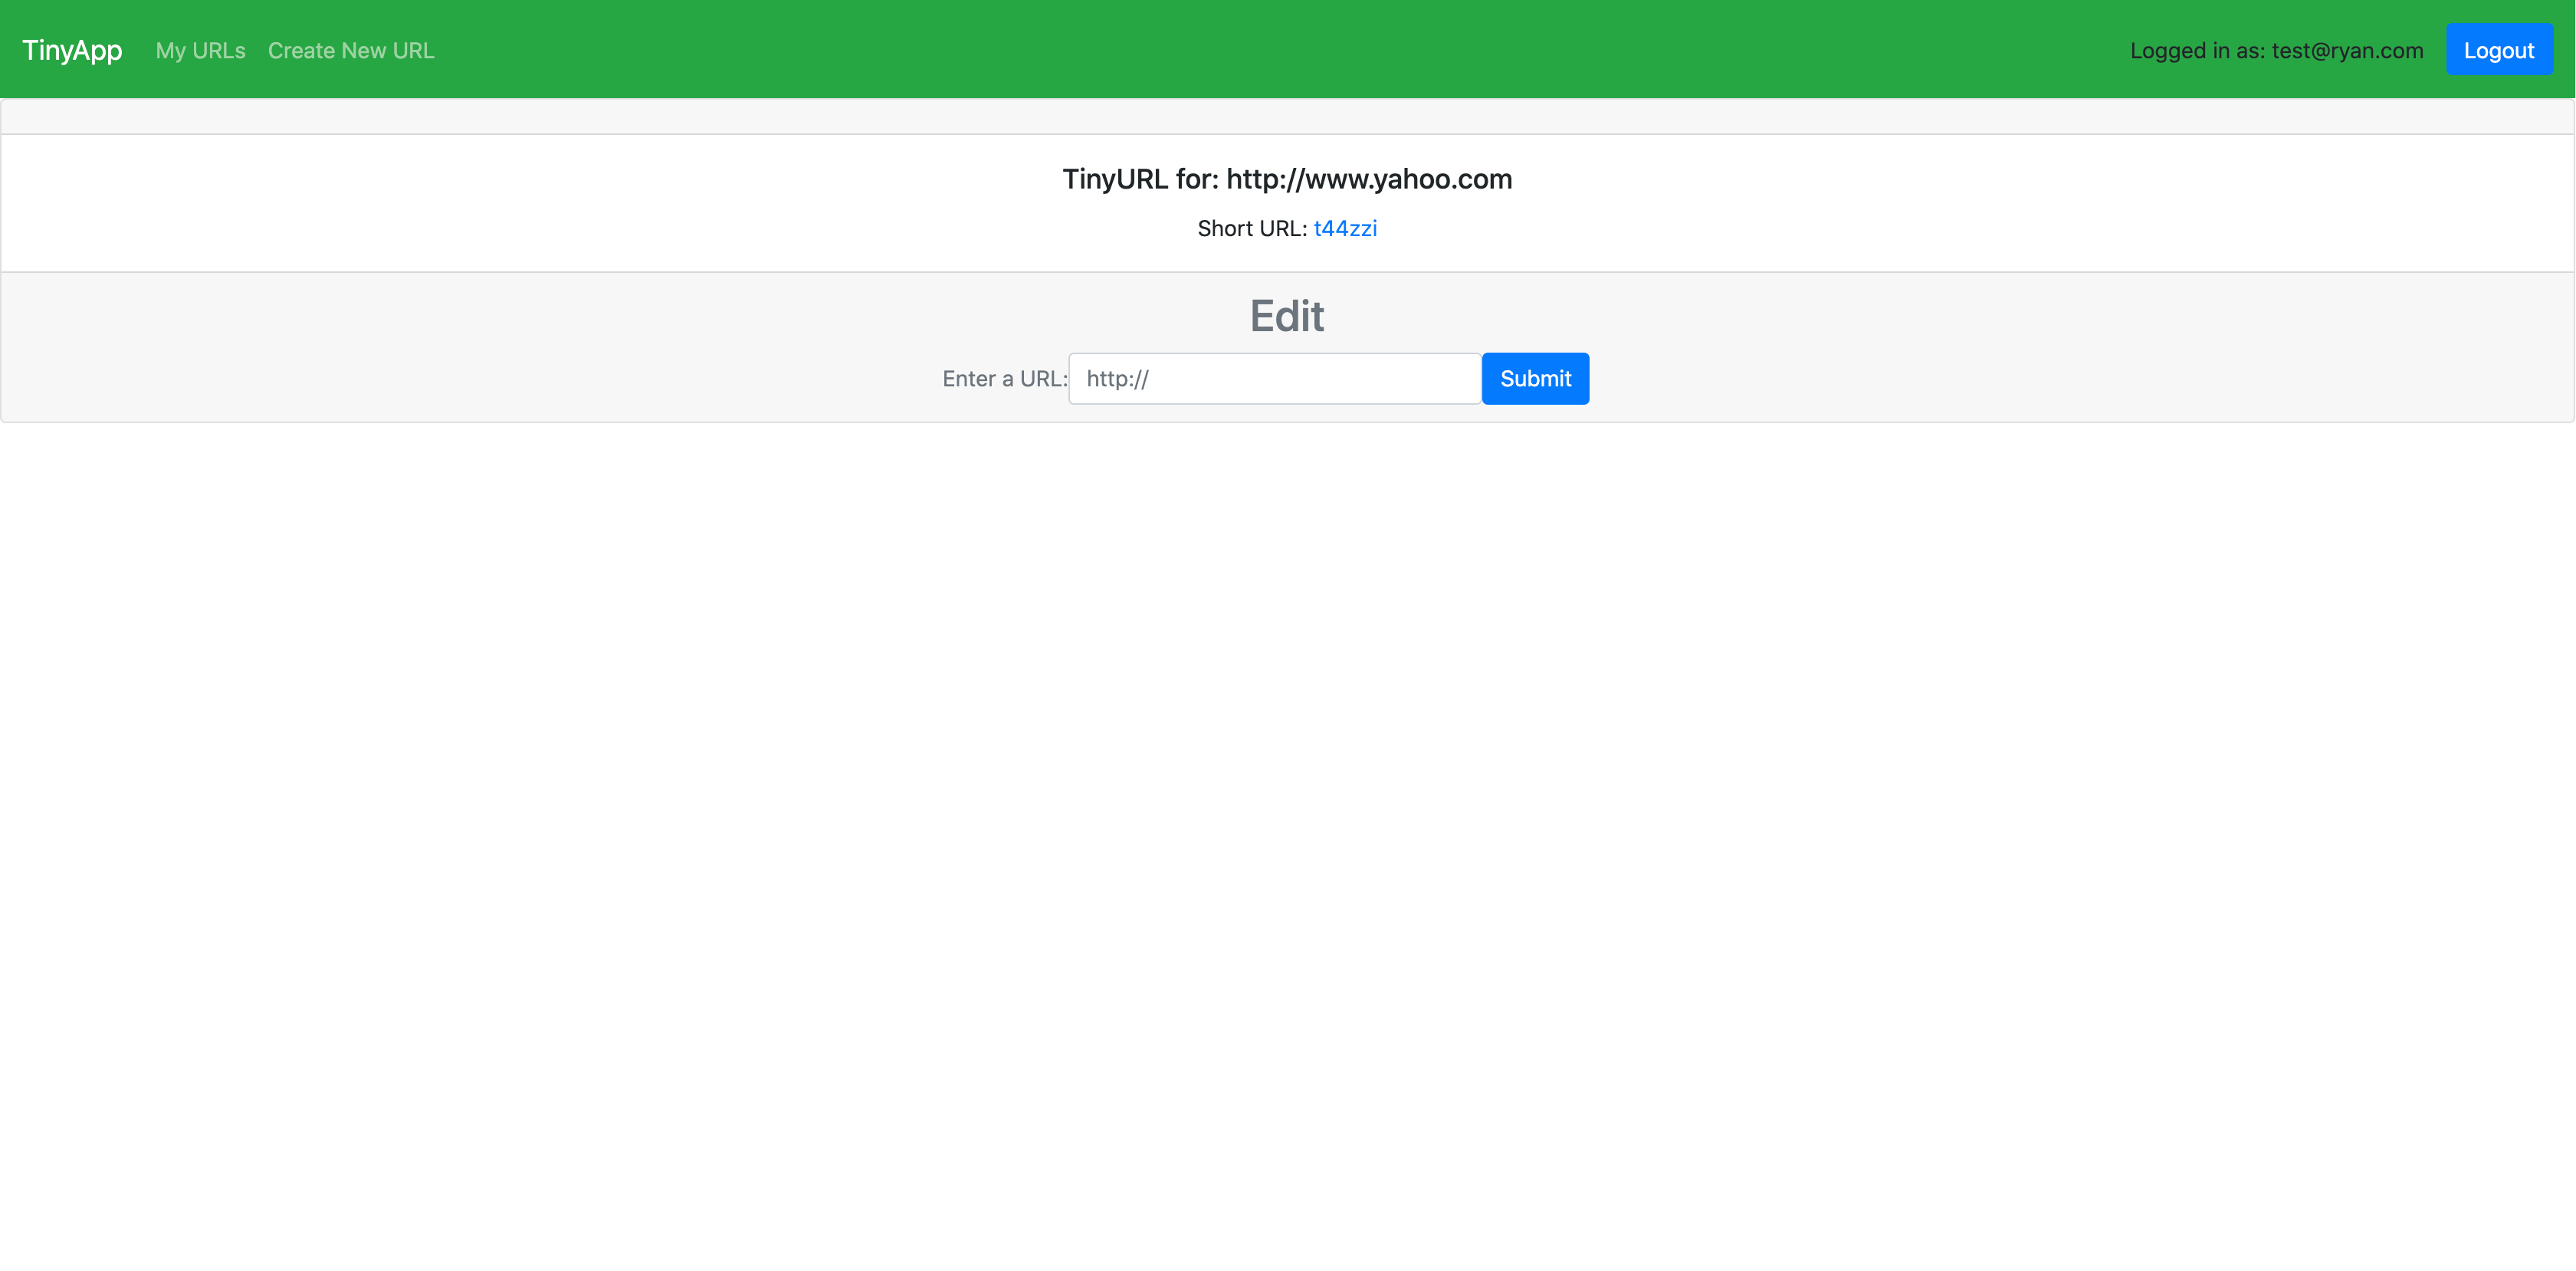 TinyApp My URLs Create New URL Logged in as: test@ryan.com Logout
TinyURL for: http://www.yahoo.com
Short URL: t44zzi
Edit
Enter a URL: http:// Submit